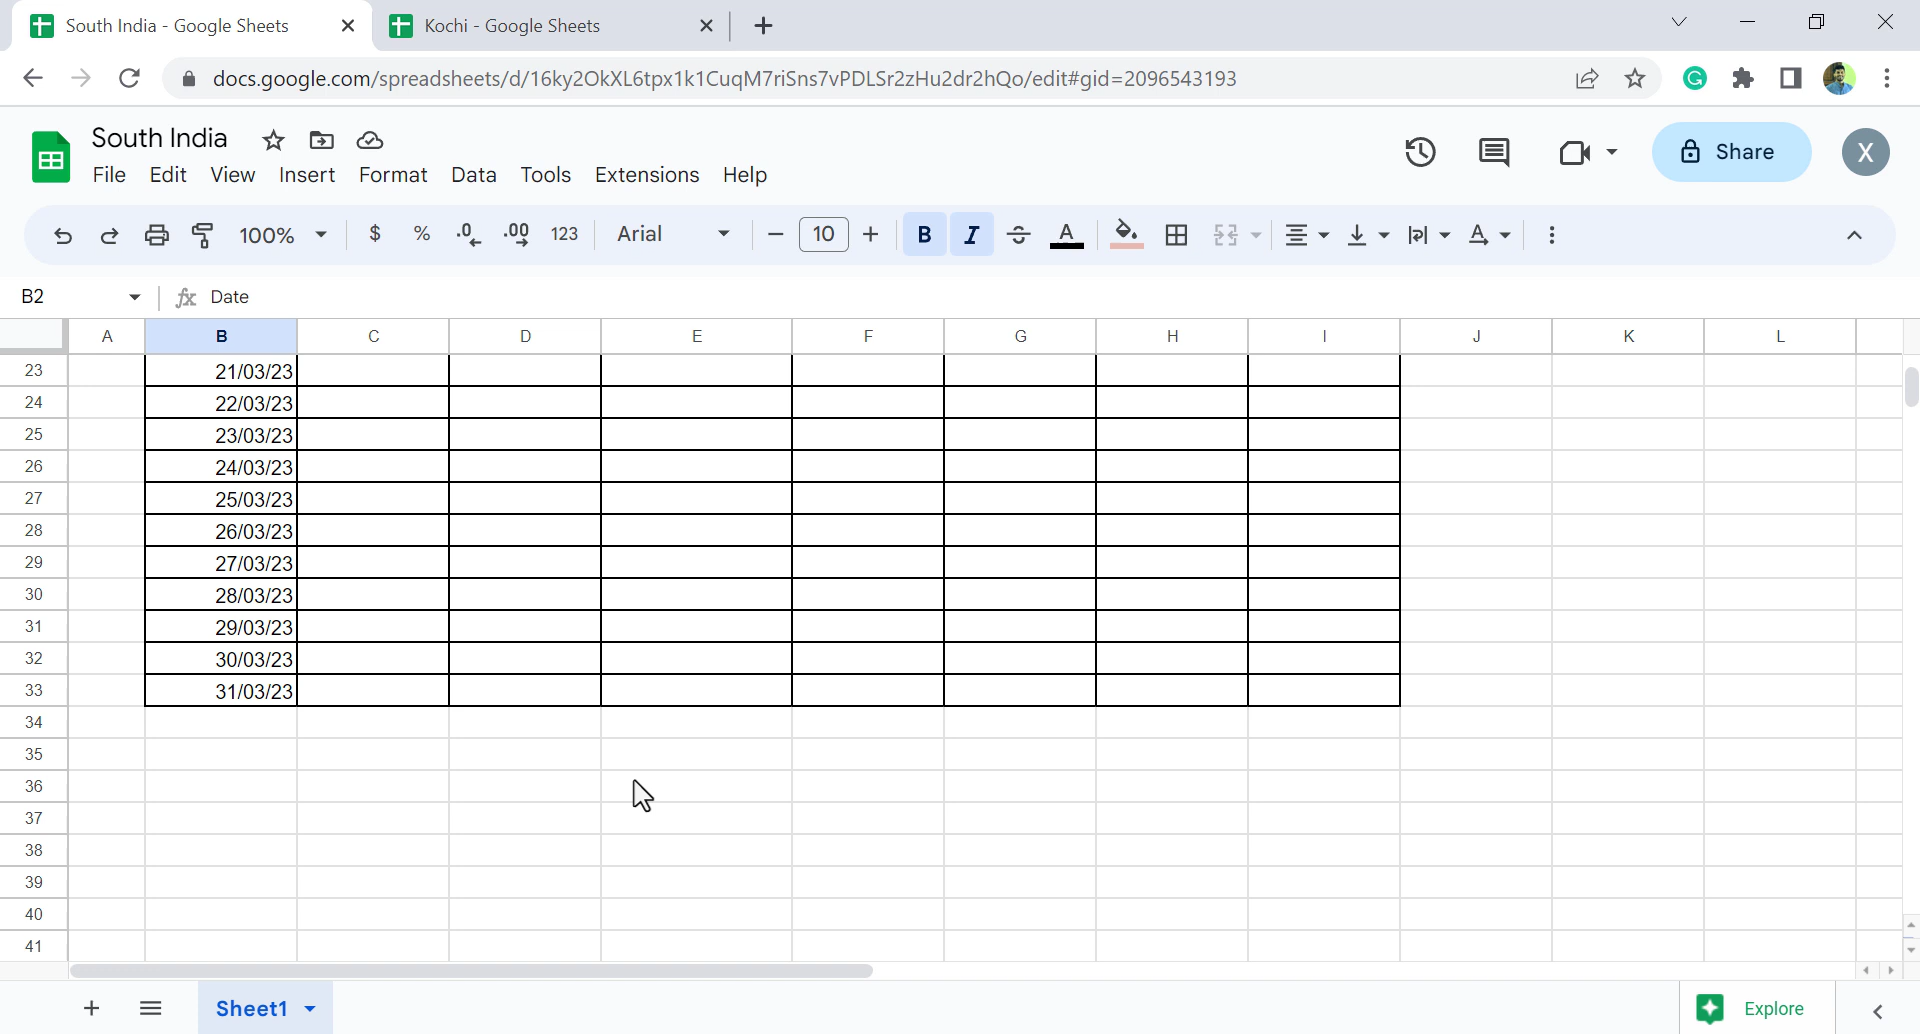 South India - Google Sheets
Kochi - Google Sheets
docs.google.com/spreadsheets/d/16ky2OkXL6tpx1k1CuqM7riSns7vPDLSr2zHu2dr2hQo/edit#gid=2096543193
South India
File Edit View Insert Format Data Tools Extensions Help
Share
X
100% $ % .0 .00 123 Arial 10 B I A A
B2 fx Date
A B C D E F G H I J K L
23 21/03/23
24 22/03/23
25 23/03/23
26 24/03/23
27 25/03/23
28 26/03/23
29 27/03/23
30 28/03/23
31 29/03/23
32 30/03/23
33 31/03/23
34
35
36
37
38
39
40
41
Sheet1
Explore